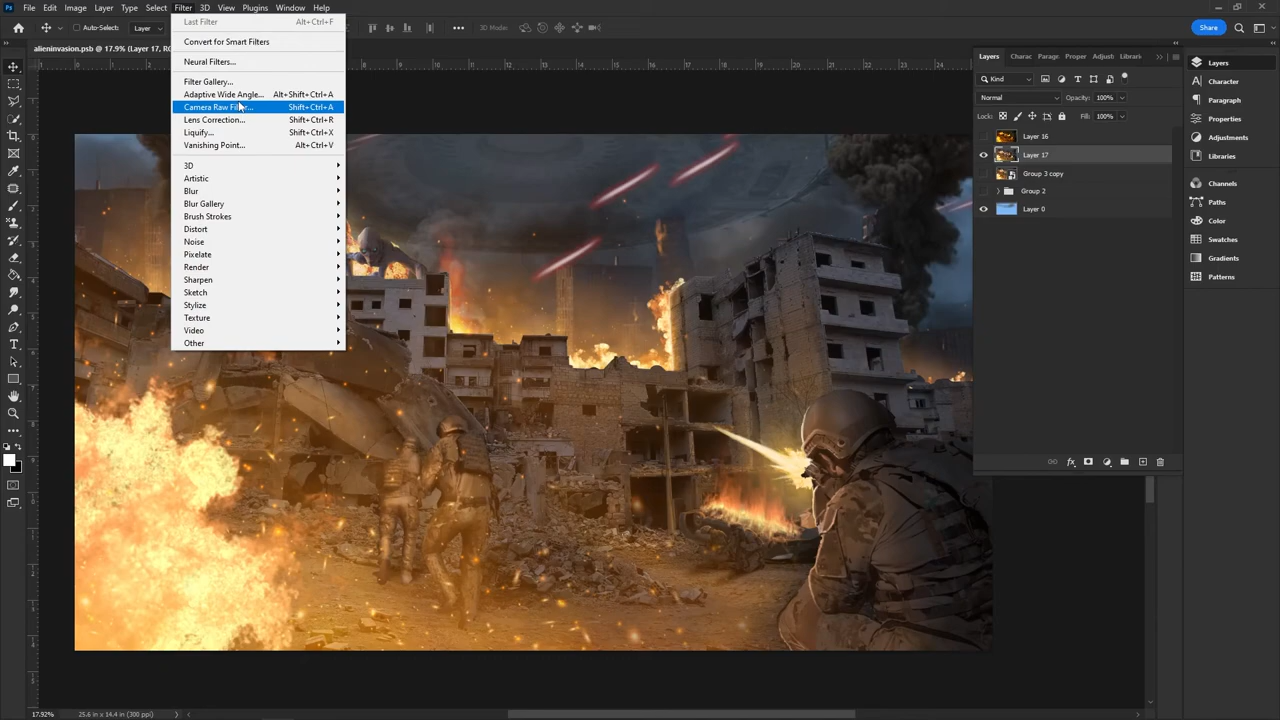 File Edit Image Layer Type Select Filter 3D View Plugins Window Help
Auto-Select: Layer 3D Mode: Share
alieninvasion.psb @ 17.9% (Layer 17, R
Last Filter Alt+Ctrl+F
Convert for Smart Filters
Neural Filters...
Filter Gallery...
Adaptive Wide Angle... Alt+Shift+Ctrl+A
Camera Raw Filter... Shift+Ctrl+A
Lens Correction... Shift+Ctrl+R
Liquify... Shift+Ctrl+X
Vanishing Point... Alt+Ctrl+V
3D
Artistic
Blur
Blur Gallery
Brush Strokes
Distort
Noise
Pixelate
Render
Sharpen
Sketch
Stylize
Texture
Video
Other
Layers Charac Parag Proper Adjust Librari
Kind
Normal Opacity: 100%
Locks: Fill: 100%
Layer 16
Layer 17
Group 3 copy
Group 2
Layer 0
Layers
Character
Paragraph
Properties
Adjustments
Libraries
Channels
Paths
Color
Swatches
Gradients
Patterns
17.92% 25.6 in x 14.4 in (300 ppi)